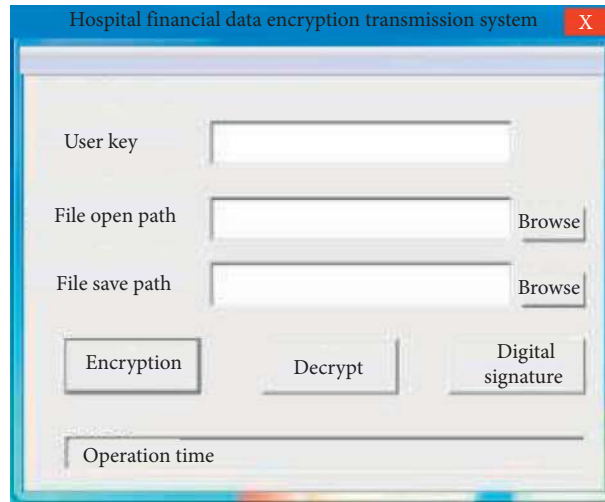 Hospital financial data encryption transmission system X
User key
File open path Browse
File save path Browse
Encryption Decrypt Digital
signature
Operation time